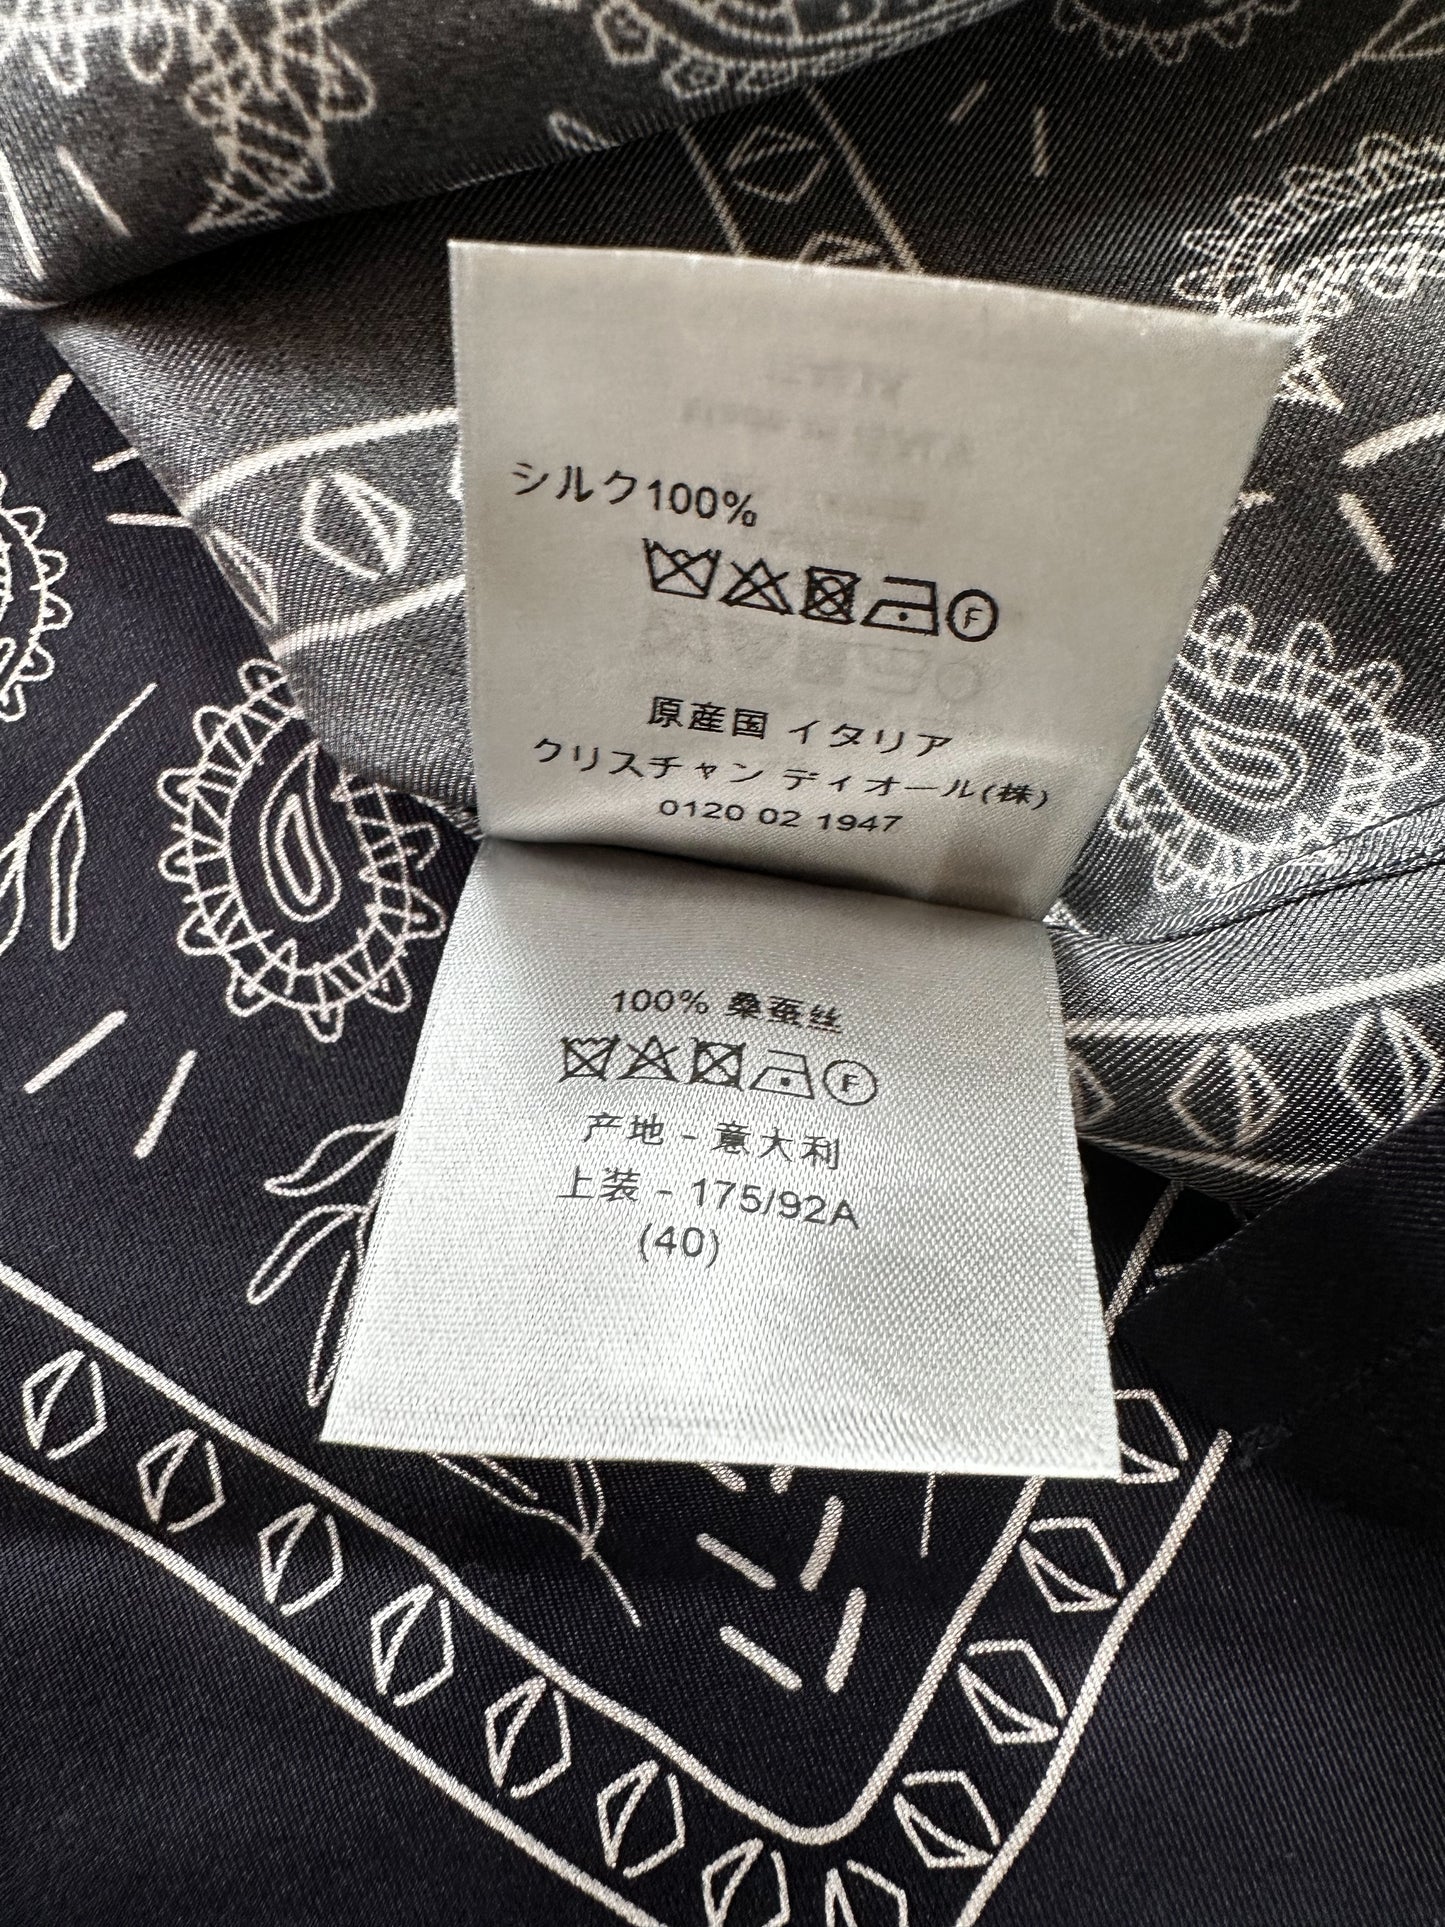 シルク100%
F
原産国 イタリア
クリスチャン ディオール(株)
0120 02 1947
100% 桑蚕丝
F
产地 - 意大利
上装 - 175/92A
(40)